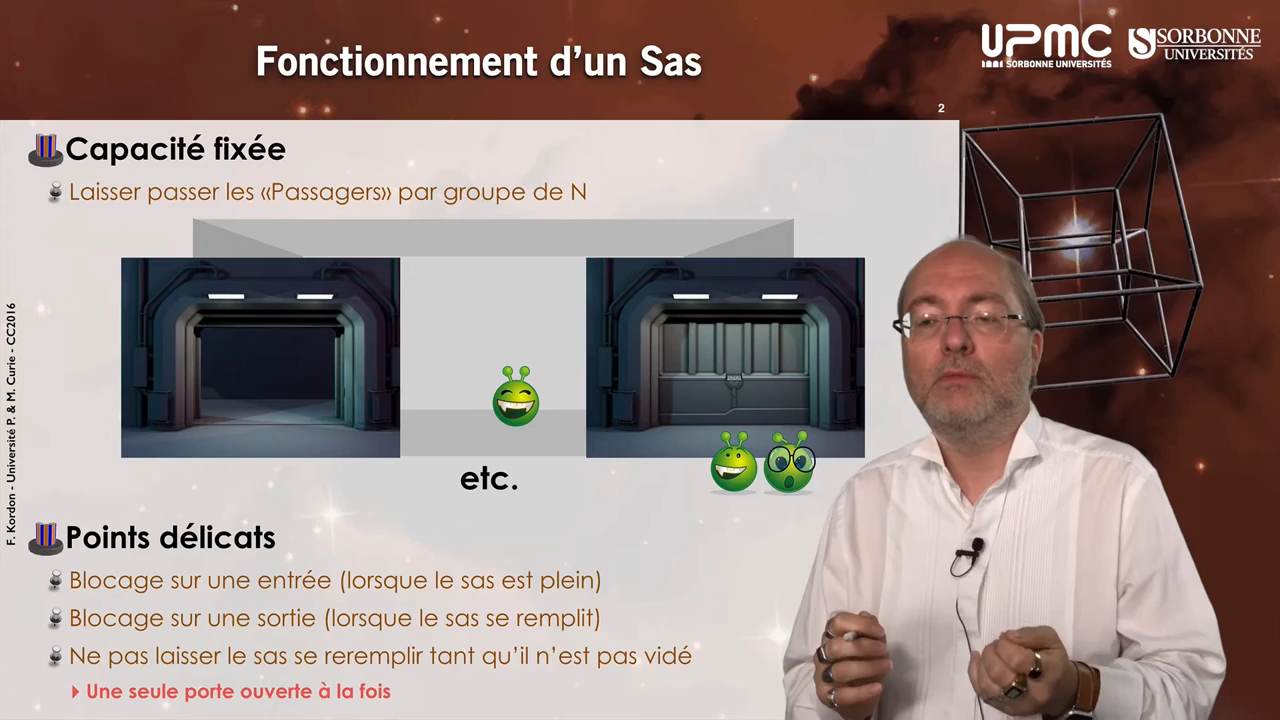 Fonctionnement d'un Sas
UPMC
SORBONNE UNIVERSITÉS
SORBONNE
UNIVERSITÉS
2
Capacité fixée
Laisser passer les «Passagers» par groupe de N
etc.
Points délicats
Blocage sur une entrée (lorsque le sas est plein)
Blocage sur une sortie (lorsque le sas se remplit)
Ne pas laisser le sas se reremplir tant qu'il n'est pas vidé
Une seule porte ouverte à la fois
F. Kordon - Université P. & M. Curie - CC2016